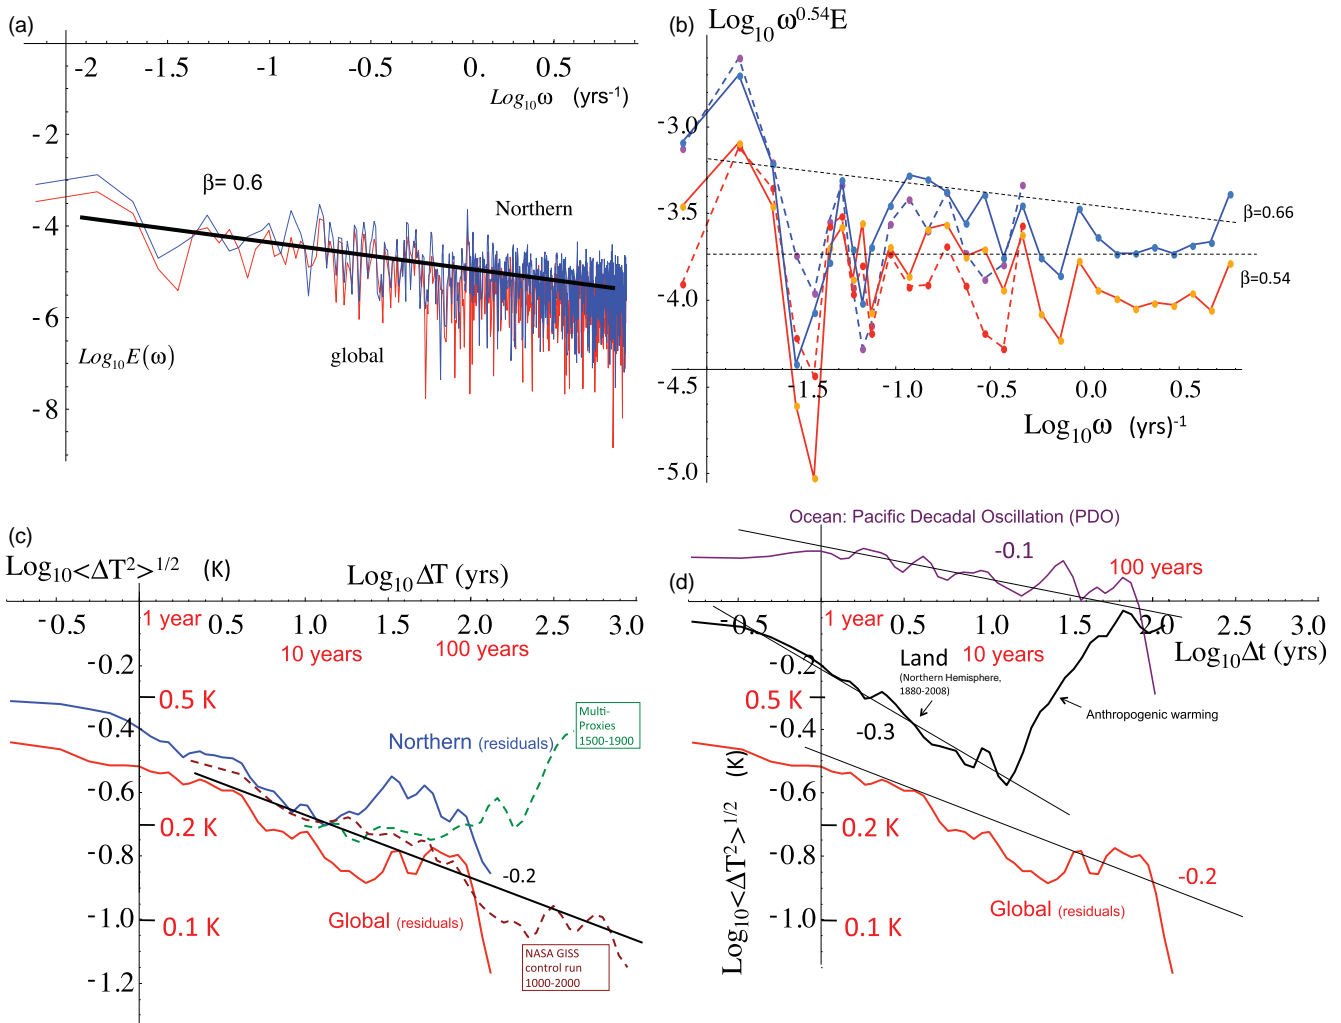 (a)
-2 -1.5 -1 -0.5 0. 0.5
Log10ω (yrs-1)
-2
β= 0.6
Northern
-4
-6
Log10E(ω)
global
-8
(b) Log10 ω0.54E
-3.0
-3.5
β=0.66
β=0.54
-4.0
-4.5
-1.5 -1.0 -0.5 0.0 0.5
Log10ω (yrs)-1
-5.0
(c)
Log10<ΔT2>1/2 (K) Log10ΔT (yrs)
-0.5 1 year 0.5 1.0 1.5 2.0 2.5 3.0
10 years 100 years
-0.2
0.5 K
-0.4
Northern (residuals)
Multi-
Proxies
1500-1900
-0.6
0.2 K
-0.8
-0.2
-1.0
0.1 K
Global (residuals)
NASA GISS
control run
1000-2000
-1.2
Ocean: Pacific Decadal Oscillation (PDO)
-0.1
(d)
100 years
-0.5 1 year 0.5 1.0 1.5 2.0 2.5 3.0
10 years
Log10Δt (yrs)
-0.2
Land
(Northern Hemisphere,
1880-2008)
0.5 K
-0.4
Anthropogenic warming
-0.3
-0.6
0.2 K
-0.8
-0.2
Global (residuals)
-1.0
0.1 K
Log10<ΔT2>1/2 (K)